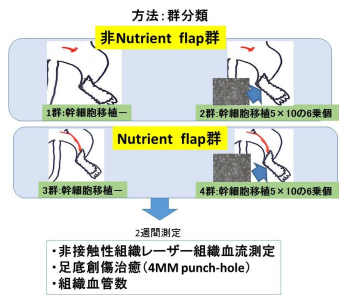 方法：群分類
非Nutrient flap群
1群:幹細胞移植ー
2群:幹細胞移植5×10の6乗個
Nutrient flap群
3群:幹細胞移植ー
4群:幹細胞移植5×10の6乗個
2週間測定
・非接触性組織レーザー組織血流測定
・足底創傷治癒（4MM punch-hole）
・組織血管数